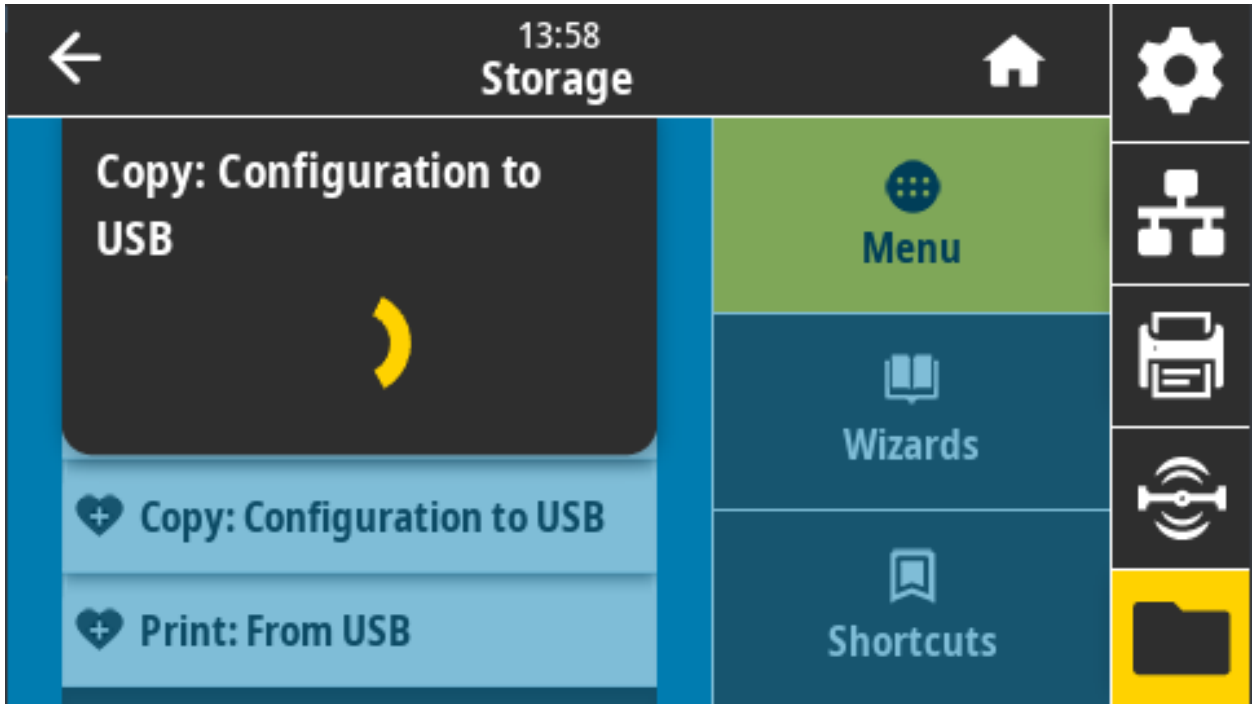 13:58
Storage
Copy: Configuration to
USB
Copy: Configuration to USB
Print: From USB
Menu
Wizards
Shortcuts